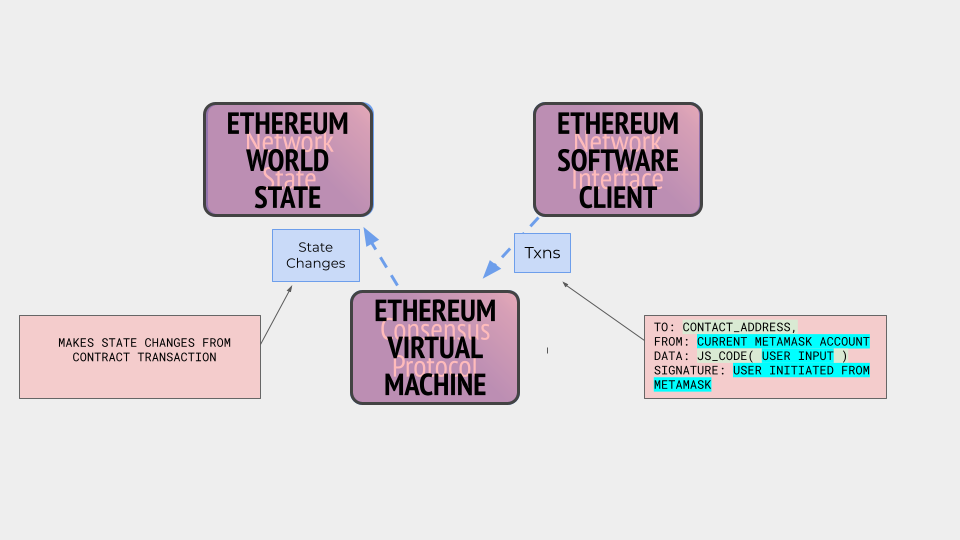 ETHEREUM
WORLD
STATE
Network
State
ETHEREUM
SOFTWARE
CLIENT
Network
Interface
State
Changes
Txns
ETHEREUM
VIRTUAL
MACHINE
Consensus
Protocol
MAKES STATE CHANGES FROM
CONTRACT TRANSACTION
TO: CONTACT_ADDRESS,
FROM: CURRENT METAMASK ACCOUNT
DATA: JS_CODE( USER INPUT )
SIGNATURE: USER INITIATED FROM
METAMASK